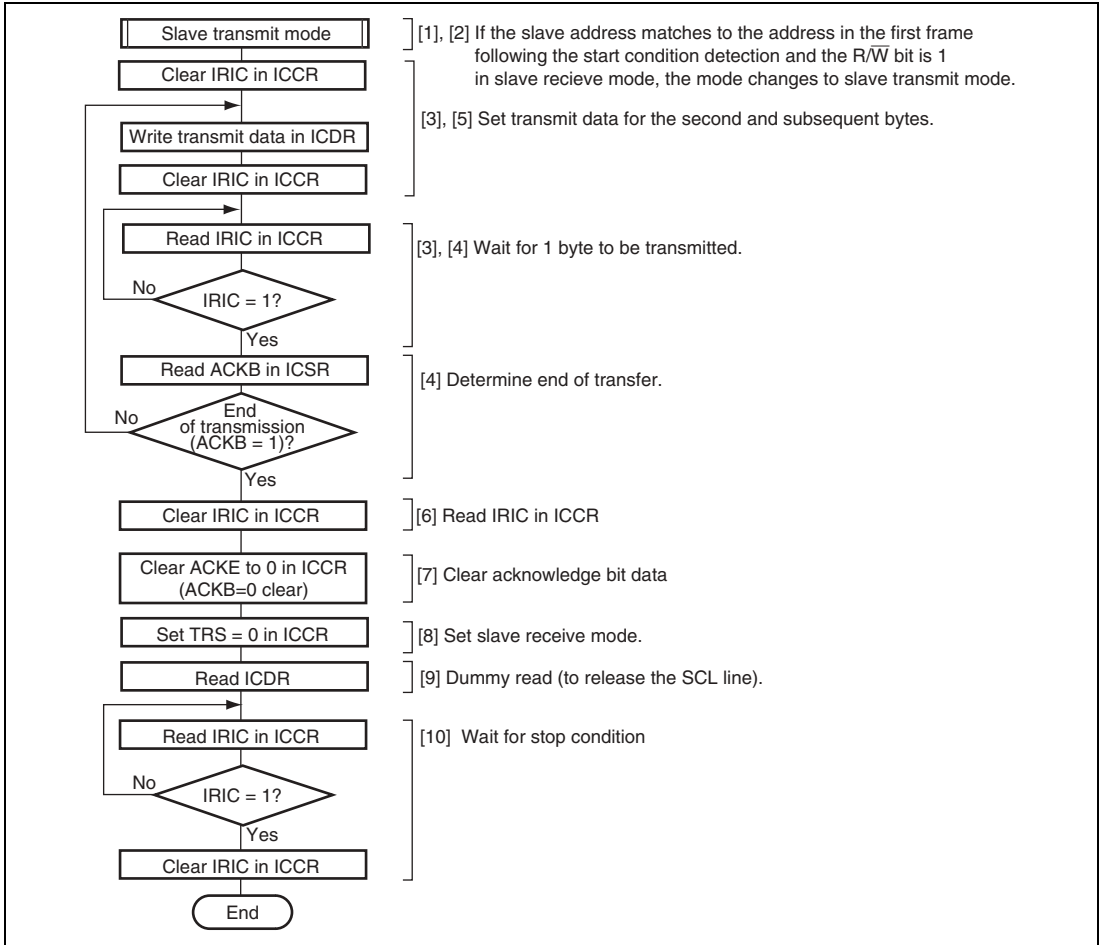 Slave transmit mode
[1], [2] If the slave address matches to the address in the first frame
following the start condition detection and the R/W̅ bit is 1
in slave recieve mode, the mode changes to slave transmit mode.
Clear IRIC in ICCR
[3], [5] Set transmit data for the second and subsequent bytes.
Write transmit data in ICDR
Clear IRIC in ICCR
Read IRIC in ICCR
[3], [4] Wait for 1 byte to be transmitted.
No
IRIC = 1?
Yes
Read ACKB in ICSR
[4] Determine end of transfer.
No
End
of transmission
(ACKB = 1)?
Yes
Clear IRIC in ICCR
[6] Read IRIC in ICCR
Clear ACKE to 0 in ICCR
(ACKB=0 clear)
[7] Clear acknowledge bit data
Set TRS = 0 in ICCR
[8] Set slave receive mode.
Read ICDR
[9] Dummy read (to release the SCL line).
Read IRIC in ICCR
[10] Wait for stop condition
No
IRIC = 1?
Yes
Clear IRIC in ICCR
End